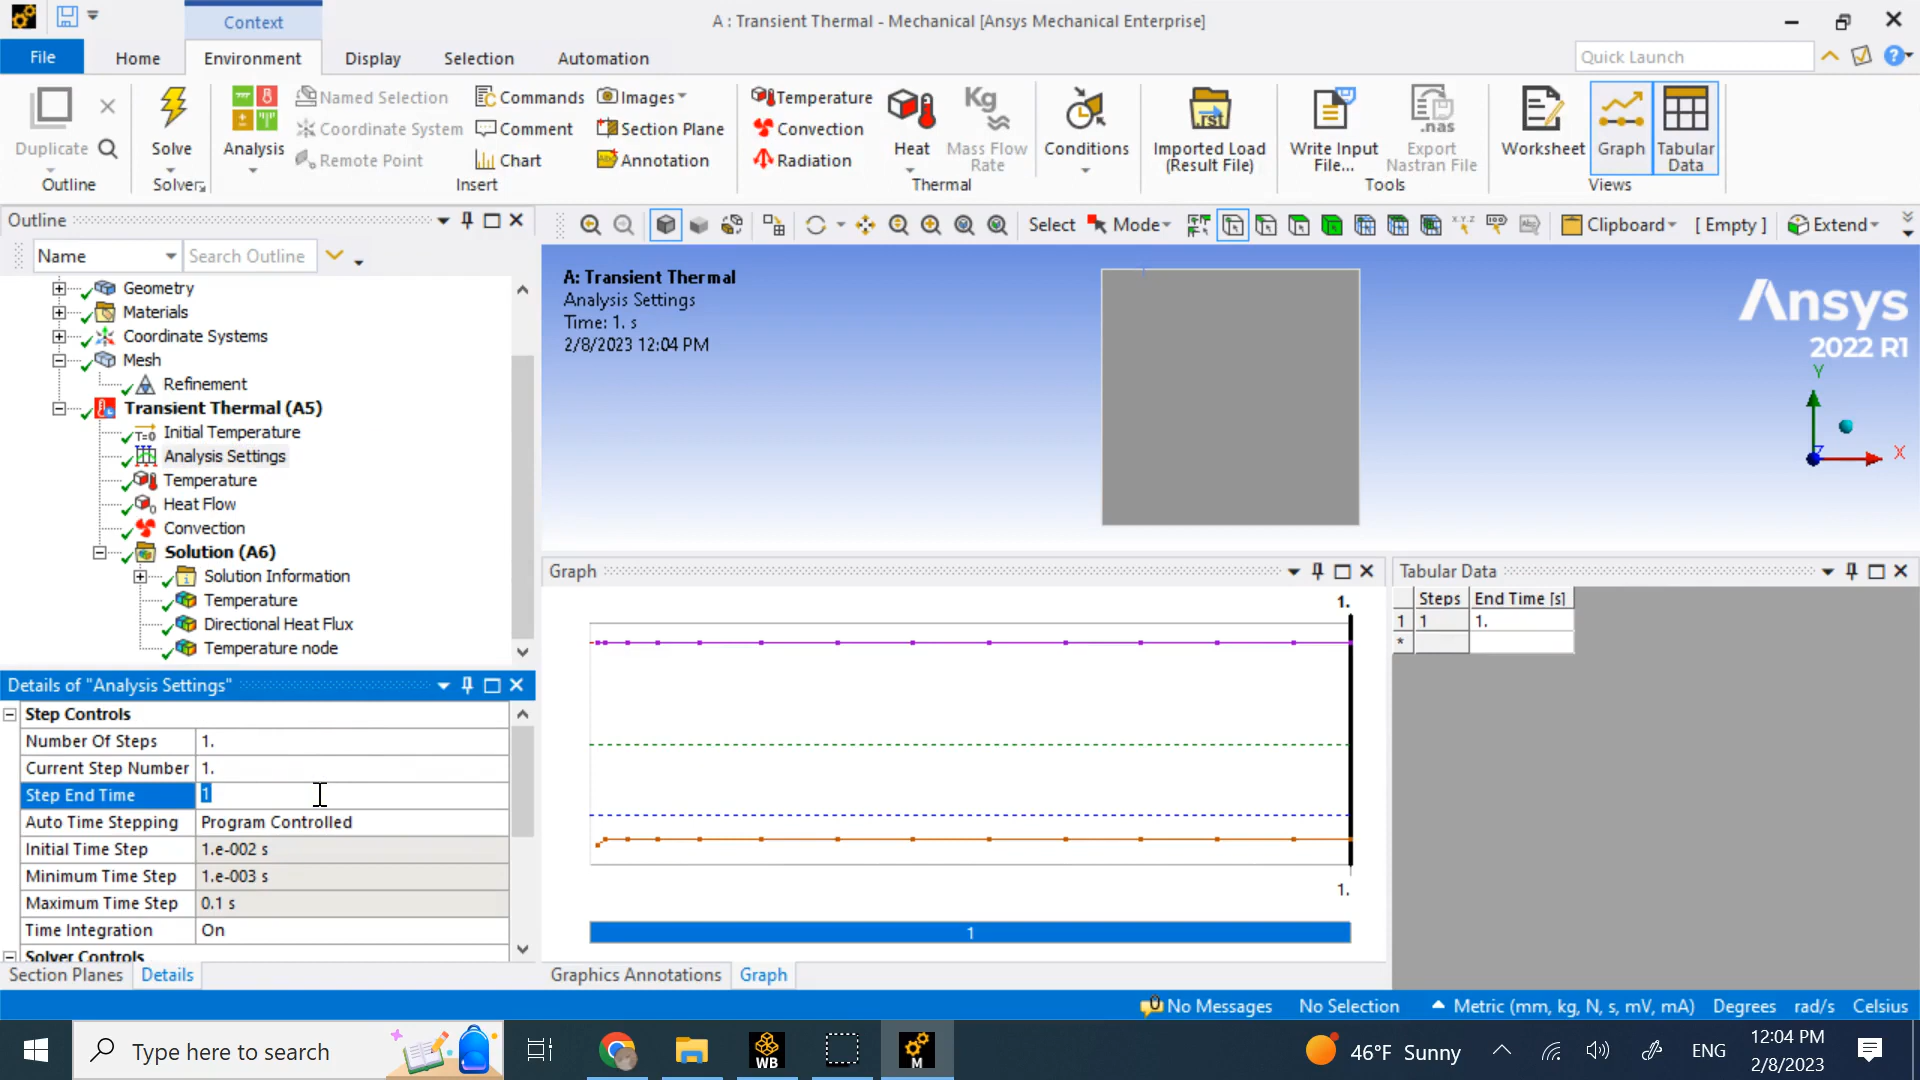 Context
A : Transient Thermal - Mechanical [Ansys Mechanical Enterprise]
File Home Environment Display Selection Automation
Quick Launch
Duplicate
Outline
Solve
Solver
Analysis
Named Selection
Coordinate System
Remote Point
Commands
Comment
Chart
Images
Section Plane
Annotation
Insert
Temperature
Convection
Radiation
Heat
Kg
Mass Flow
Rate
Thermal
Conditions
.rst
Imported Load
(Result File)
Write Input
File...
.nas
Export
Nastran File
Tools
Worksheet
Graph
Tabular
Data
Views
Outline
Name Search Outline
Select Mode Clipboard [ Empty ] Extend
Geometry
Materials
Coordinate Systems
Mesh
Refinement
Transient Thermal (A5)
T=0 Initial Temperature
Analysis Settings
Temperature
Heat Flow
Convection
Solution (A6)
Solution Information
Temperature
Directional Heat Flux
Temperature node
A: Transient Thermal
Analysis Settings
Time: 1. s
2/8/2023 12:04 PM
Ansys
2022 R1
Y
X
Z
Details of "Analysis Settings"
Step Controls
Number Of Steps 1.
Current Step Number 1.
Step End Time 1
Auto Time Stepping Program Controlled
Initial Time Step 1.e-002 s
Minimum Time Step 1.e-003 s
Maximum Time Step 0.1 s
Time Integration On
Solver Controls
Section Planes Details
Graph
1.
1.
1
Graphics Annotations Graph
Tabular Data
Steps End Time [s]
1 1 1.
*
No Messages No Selection Metric (mm, kg, N, s, mV, mA) Degrees rad/s Celsius
Type here to search
WB
M
46°F Sunny
ENG
12:04 PM
2/8/2023